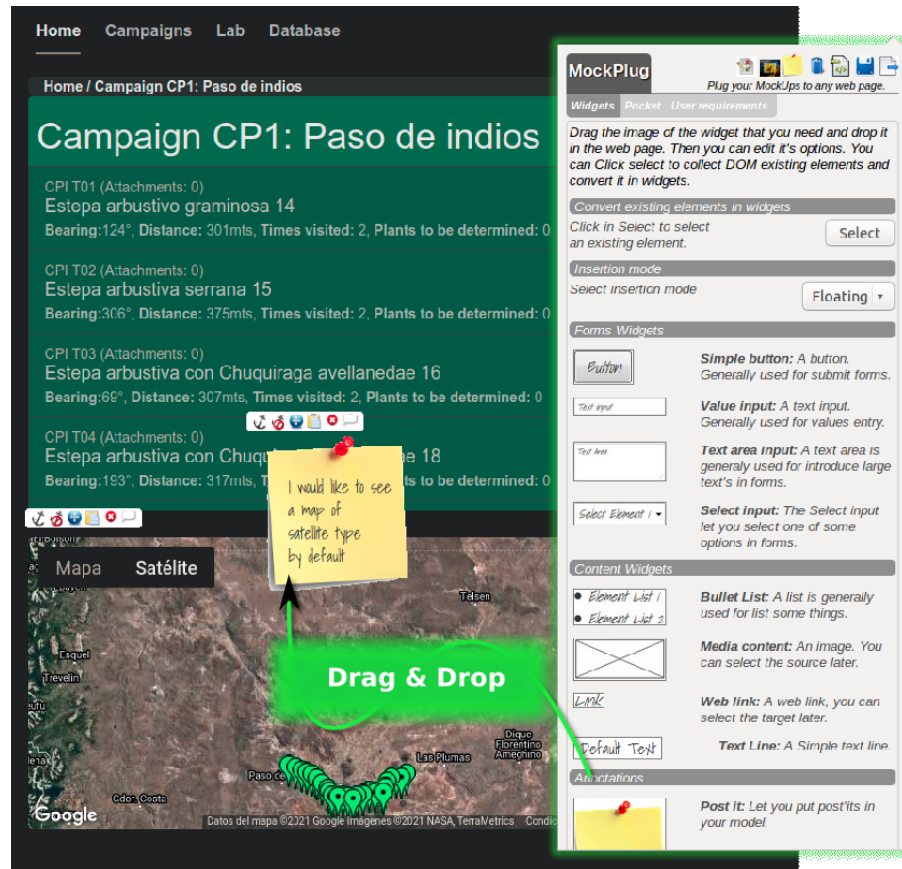 Home Campaigns Lab Database
Home / Campaign CP1: Paso de indios
Campaign CP1: Paso de indios
CPI T01 (Attachments: 0)
Estepa arbustivo graminosa 14
Bearing:124°, Distance: 301mts, Times visited: 2, Plants to be determined: 0
CPI T02 (Attachments: 0)
Estepa arbustiva serrana 15
Bearing:306°, Distance: 375mts, Times visited: 2, Plants to be determined: 0
CPI T03 (Attachments: 0)
Estepa arbustiva con Chuquiraga avellanedae 16
Bearing:69°, Distance: 307mts, Times visited: 2, Plants to be determined: 0
CPI T04 (Attachments: 0)
Estepa arbustiva con Chuq ae 18
Bearing:193°, Distance: 317mts, T ts to be determined: 0
I would like to see
a map of
satellite type
by default
Mapa Satélite
Telsen
Esquel
Trevelin
Drag & Drop
Dique
Florentino
Ameghino
Las Plumas
Paso de
Gdor. Costa
Google
Datos del mapa ©2021 Google Imágenes ©2021 NASA, TerraMetrics Condic
MockPlug
Plug your MockUps to any web page.
Widgets Pocket User requirements
Drag the image of the widget that you need and drop it
in the web page. Then you can edit it's options. You
can Click select to collect DOM existing elements and
convert it in widgets.
Convert existing elements in widgets
Click in Select to select
an existing element.
Select
Insertion mode
Select insertion mode
Floating
Forms Widgets
Button
Simple button: A button.
Generally used for submit forms.
Text input
Value input: A text input.
Generally used for values entry.
Text Area
Text area input: A text area is
generaly used for introduce large
text's in forms.
Select Element 1
Select input: The Select input
let you select one of some
options in forms.
Content Widgets
Element List 1
Element List 2
Bullet List: A list is generally
used for list some things.
Media content: An image. You
can select the source later.
Link
Web link: A web link, you can
select the target later.
Default Text
Text Line: A Simple text line.
Anotations
Post it: Let you put post'its in
your model.